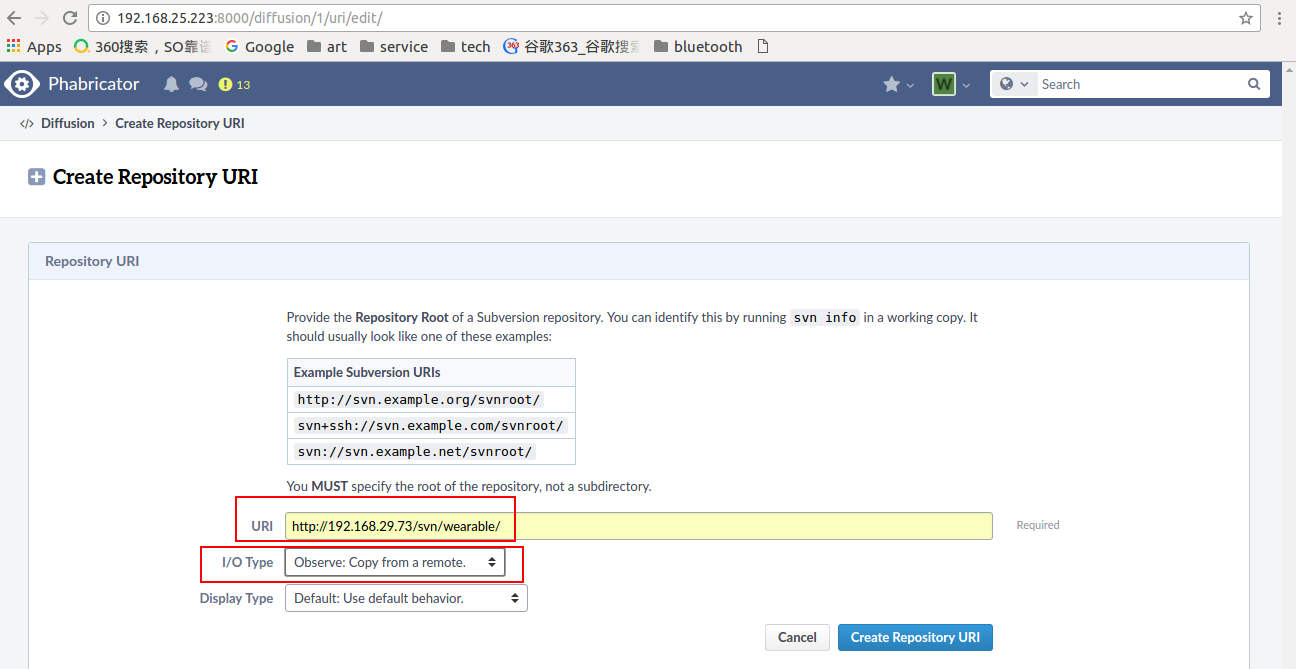 192.168.25.223:8000/diffusion/1/uri/edit/
Apps 360搜索，SO靠谱 Google art service tech 谷歌363_谷歌搜索 bluetooth
Phabricator 13 W Search
Diffusion > Create Repository URI
Create Repository URI
Repository URI
Provide the Repository Root of a Subversion repository. You can identify this by running svn info in a working copy. It
should usually look like one of these examples:
Example Subversion URIs
http://svn.example.org/svnroot/
svn+ssh://svn.example.com/svnroot/
svn://svn.example.net/svnroot/
You MUST specify the root of the repository, not a subdirectory.
URI http://192.168.29.73/svn/wearable/ Required
I/O Type Observe: Copy from a remote.
Display Type Default: Use default behavior.
Cancel Create Repository URI